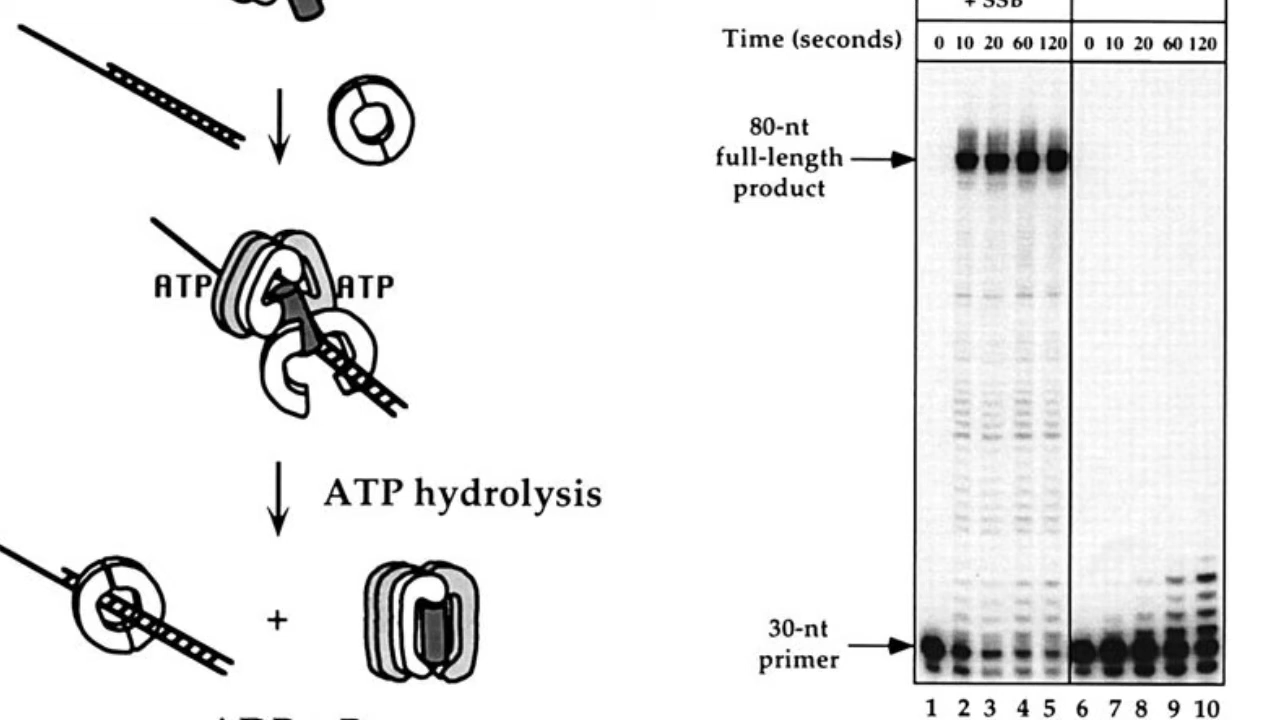 ATP ATP
ATP hydrolysis
+
+ SSB
Time (seconds) 0 10 20 60 120 0 10 20 60 120
80-nt
full-length
product
30-nt
primer
1 2 3 4 5 6 7 8 9 10